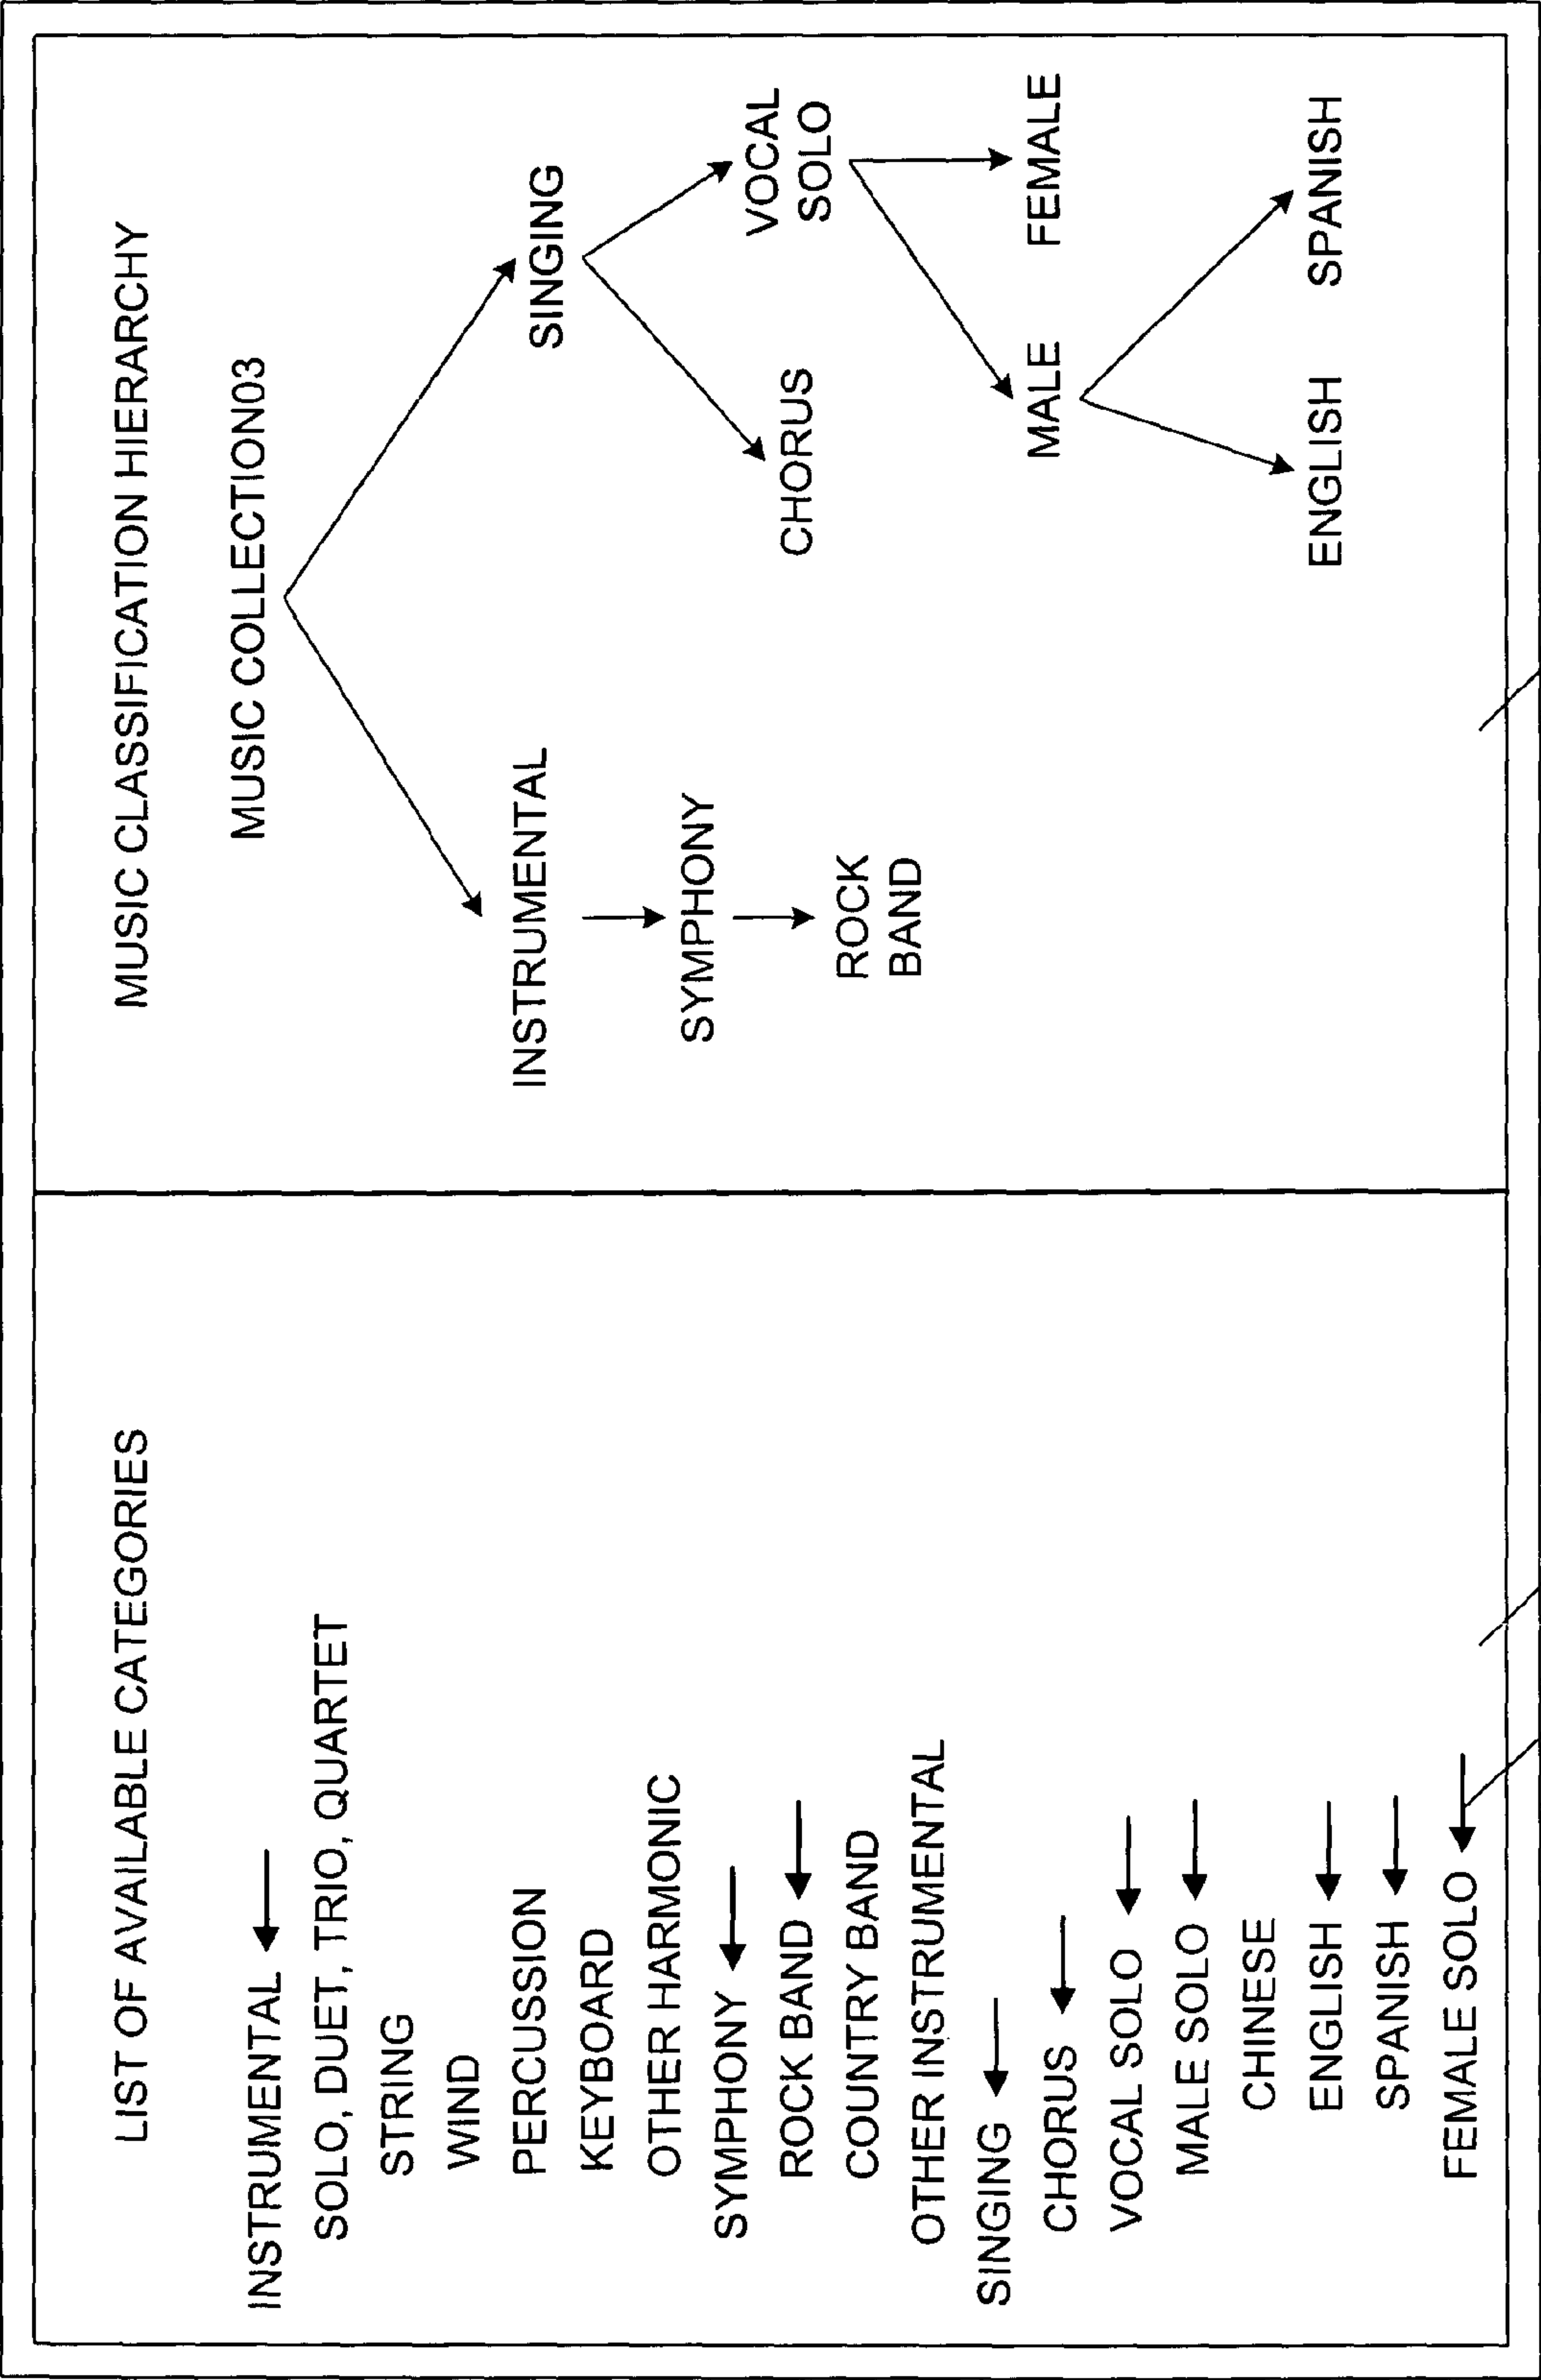 LIST OF AVAILABLE CATEGORIES
INSTRUMENTAL
SOLO, DUET, TRIO, QUARTET
STRING
WIND
PERCUSSION
KEYBOARD
OTHER HARMONIC
SYMPHONY
ROCK BAND
COUNTRY BAND
OTHER INSTRUMENTAL
SINGING
CHORUS
VOCAL SOLO
MALE SOLO
CHINESE
ENGLISH
SPANISH
FEMALE SOLO
MUSIC CLASSIFICATION HIERARCHY
MUSIC COLLECTION03
INSTRUMENTAL
SINGING
SYMPHONY
ROCK
BAND
CHORUS
VOCAL
SOLO
MALE
FEMALE
ENGLISH
SPANISH